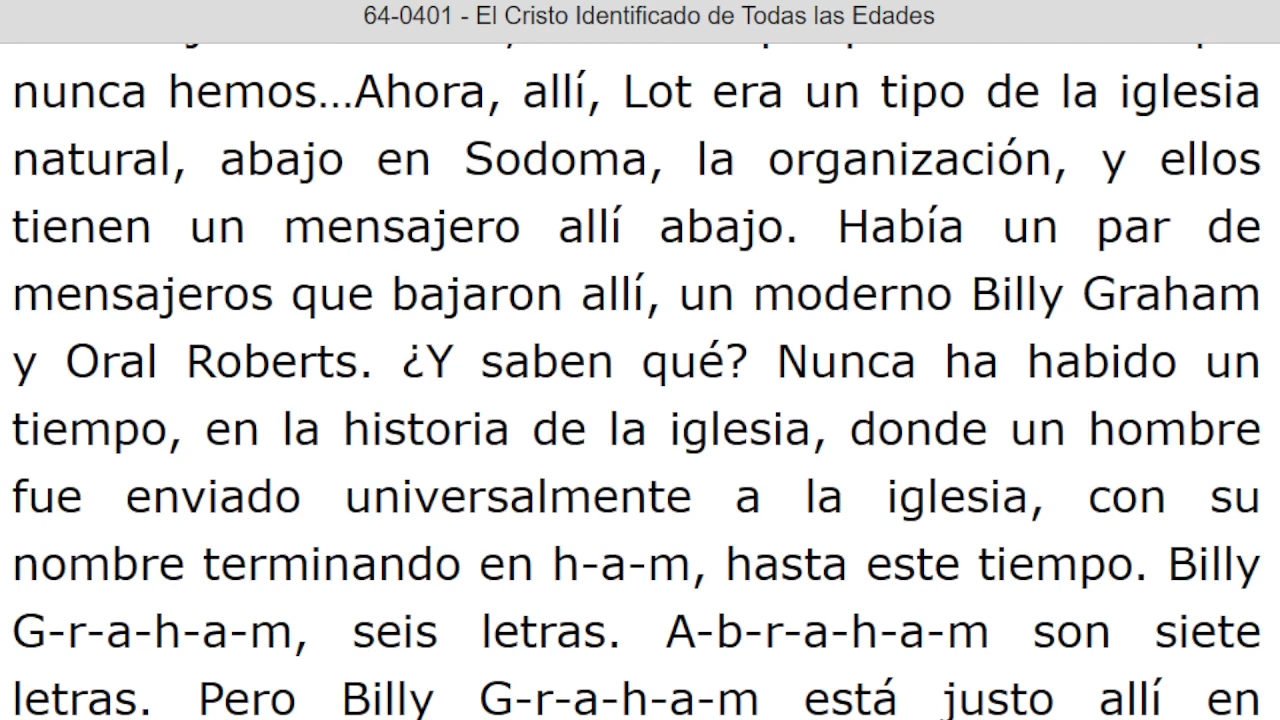 64-0401 - El Cristo Identificado de Todas las Edades
nunca hemos...Ahora, allí, Lot era un tipo de la iglesia
natural, abajo en Sodoma, la organización, y ellos
tienen un mensajero allí abajo. Había un par de
mensajeros que bajaron allí, un moderno Billy Graham
y Oral Roberts. ¿Y saben qué? Nunca ha habido un
tiempo, en la historia de la iglesia, donde un hombre
fue enviado universalmente a la iglesia, con su
nombre terminando en h-a-m, hasta este tiempo. Billy
G-r-a-h-a-m, seis letras. A-b-r-a-h-a-m son siete
letras. Pero Billy G-r-a-h-a-m está justo allí en